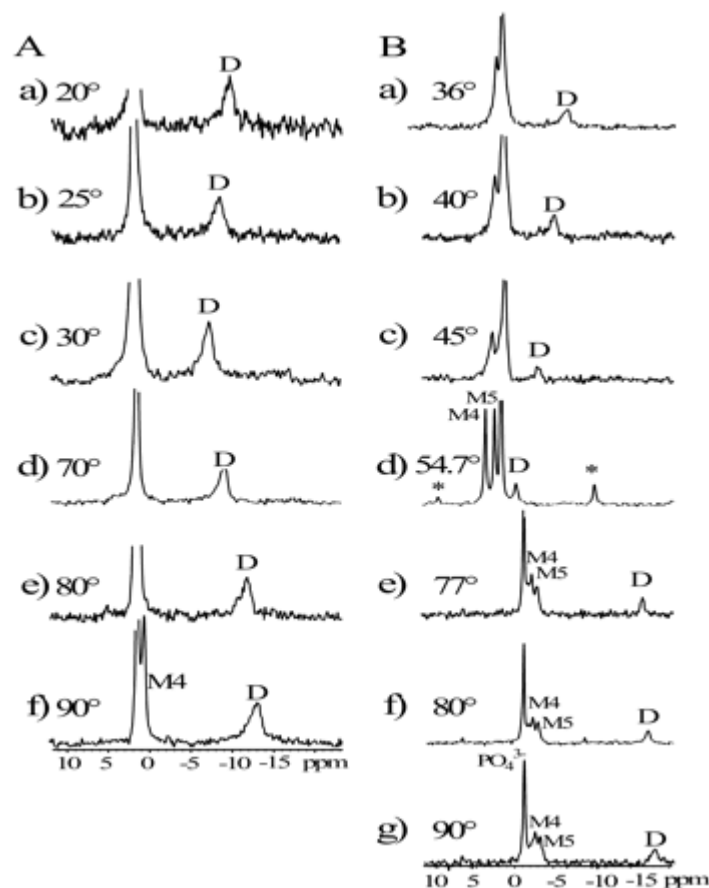 A
a) 20° D
b) 25° D
c) 30° D
d) 70° D
e) 80° D
f) 90° M4 D
10 5 0 -5 -10 -15 ppm
B
a) 36° D
b) 40° D
c) 45° D
M5
M4
d) 54.7° D
* *
e) 77° M4 M5 D
f) 80° M4 M5 D
PO₄³⁻
g) 90° M4 M5 D
10 5 0 -5 -10 -15 ppm